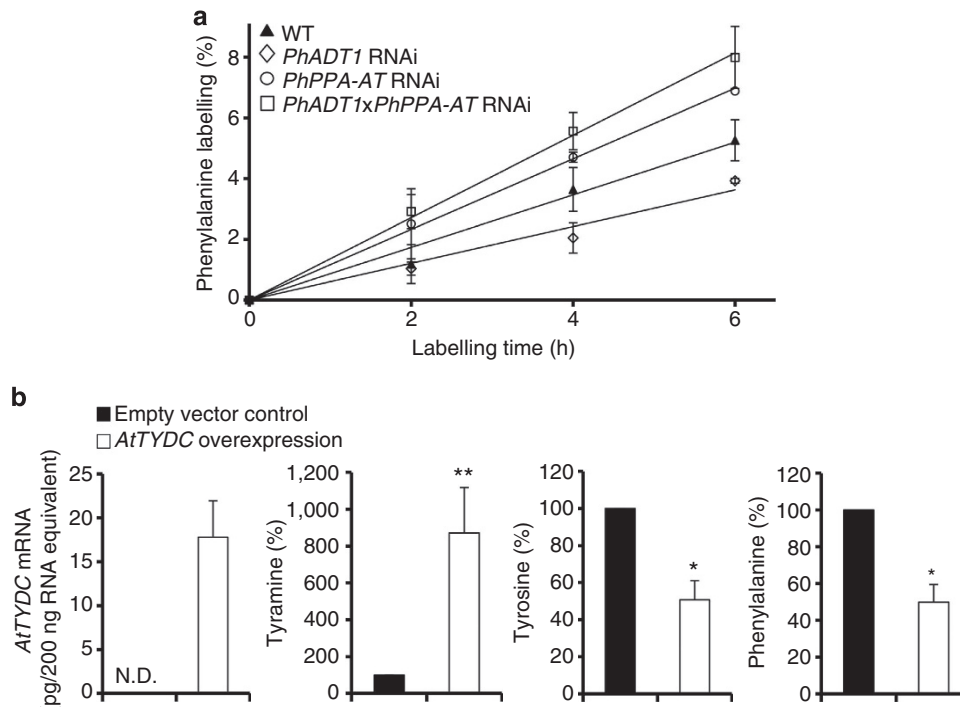 a
WT
PhADT1 RNAi
PhPPA-AT RNAi
PhADT1xPhPPA-AT RNAi
Phenylalanine labelling (%)
8
6
4
2
0
0 2 4 6
Labelling time (h)
b
Empty vector control
AtTYDC overexpression
AtTYDC mRNA
pg/200 ng RNA equivalent)
25
20
15
10
5
0
N.D.
Tyramine (%)
1,200
1,000
800
600
400
200
0
**
Tyrosine (%)
120
100
80
60
40
20
0
*
Phenylalanine (%)
120
100
80
60
40
20
0
*